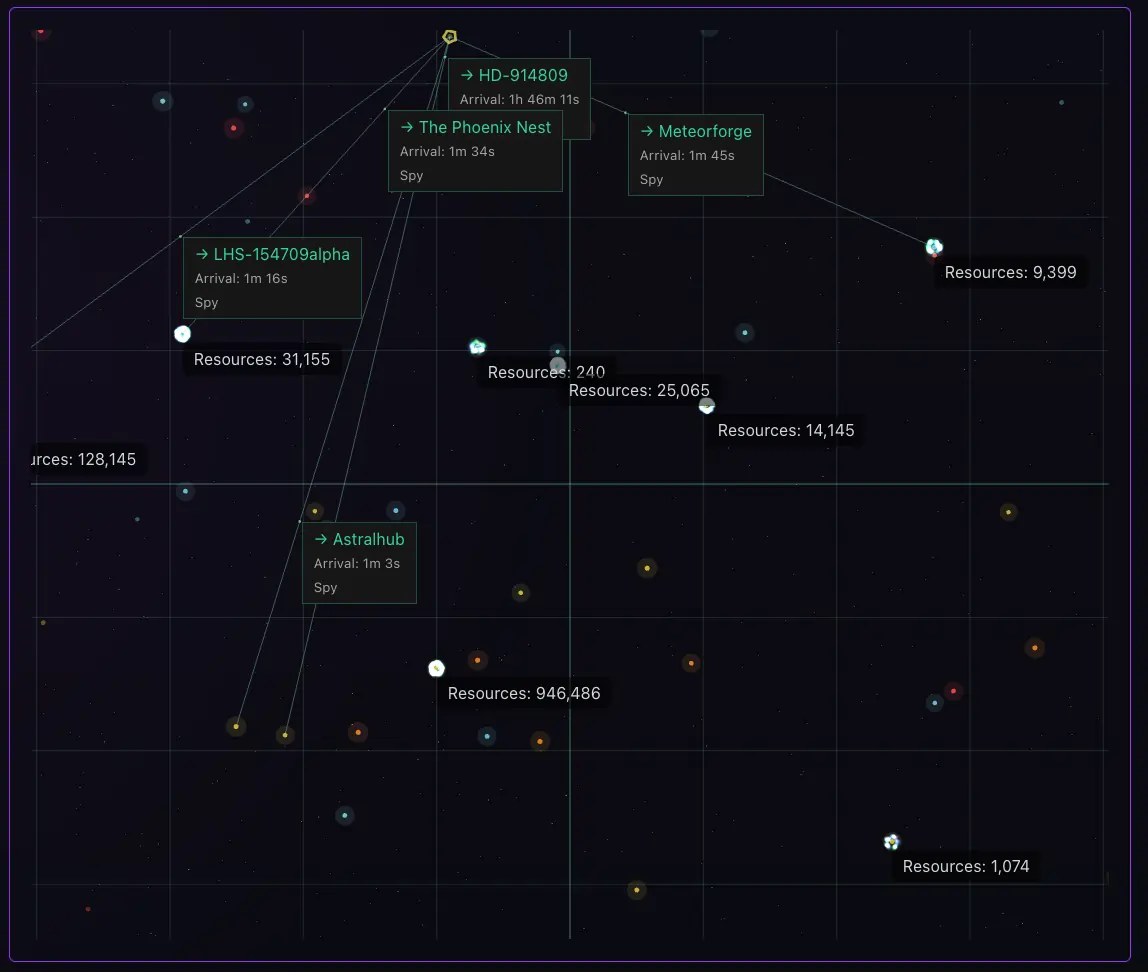 → HD-914809
Arrival: 1h 46m 11s
→ The Phoenix Nest
Arrival: 1m 34s
Spy
→ Meteorforge
Arrival: 1m 45s
Spy
→ LHS-154709alpha
Arrival: 1m 16s
Spy
Resources: 9,399
Resources: 31,155
Resources: 240
Resources: 25,065
Resources: 14,145
urces: 128,145
→ Astralhub
Arrival: 1m 3s
Spy
Resources: 946,486
Resources: 1,074